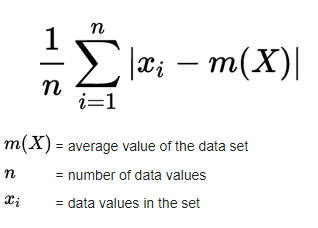 1/n ∑_{i=1}^{n} |x_i − m(X)|
m(X) = average value of the data set
n = number of data values
x_i = data values in the set